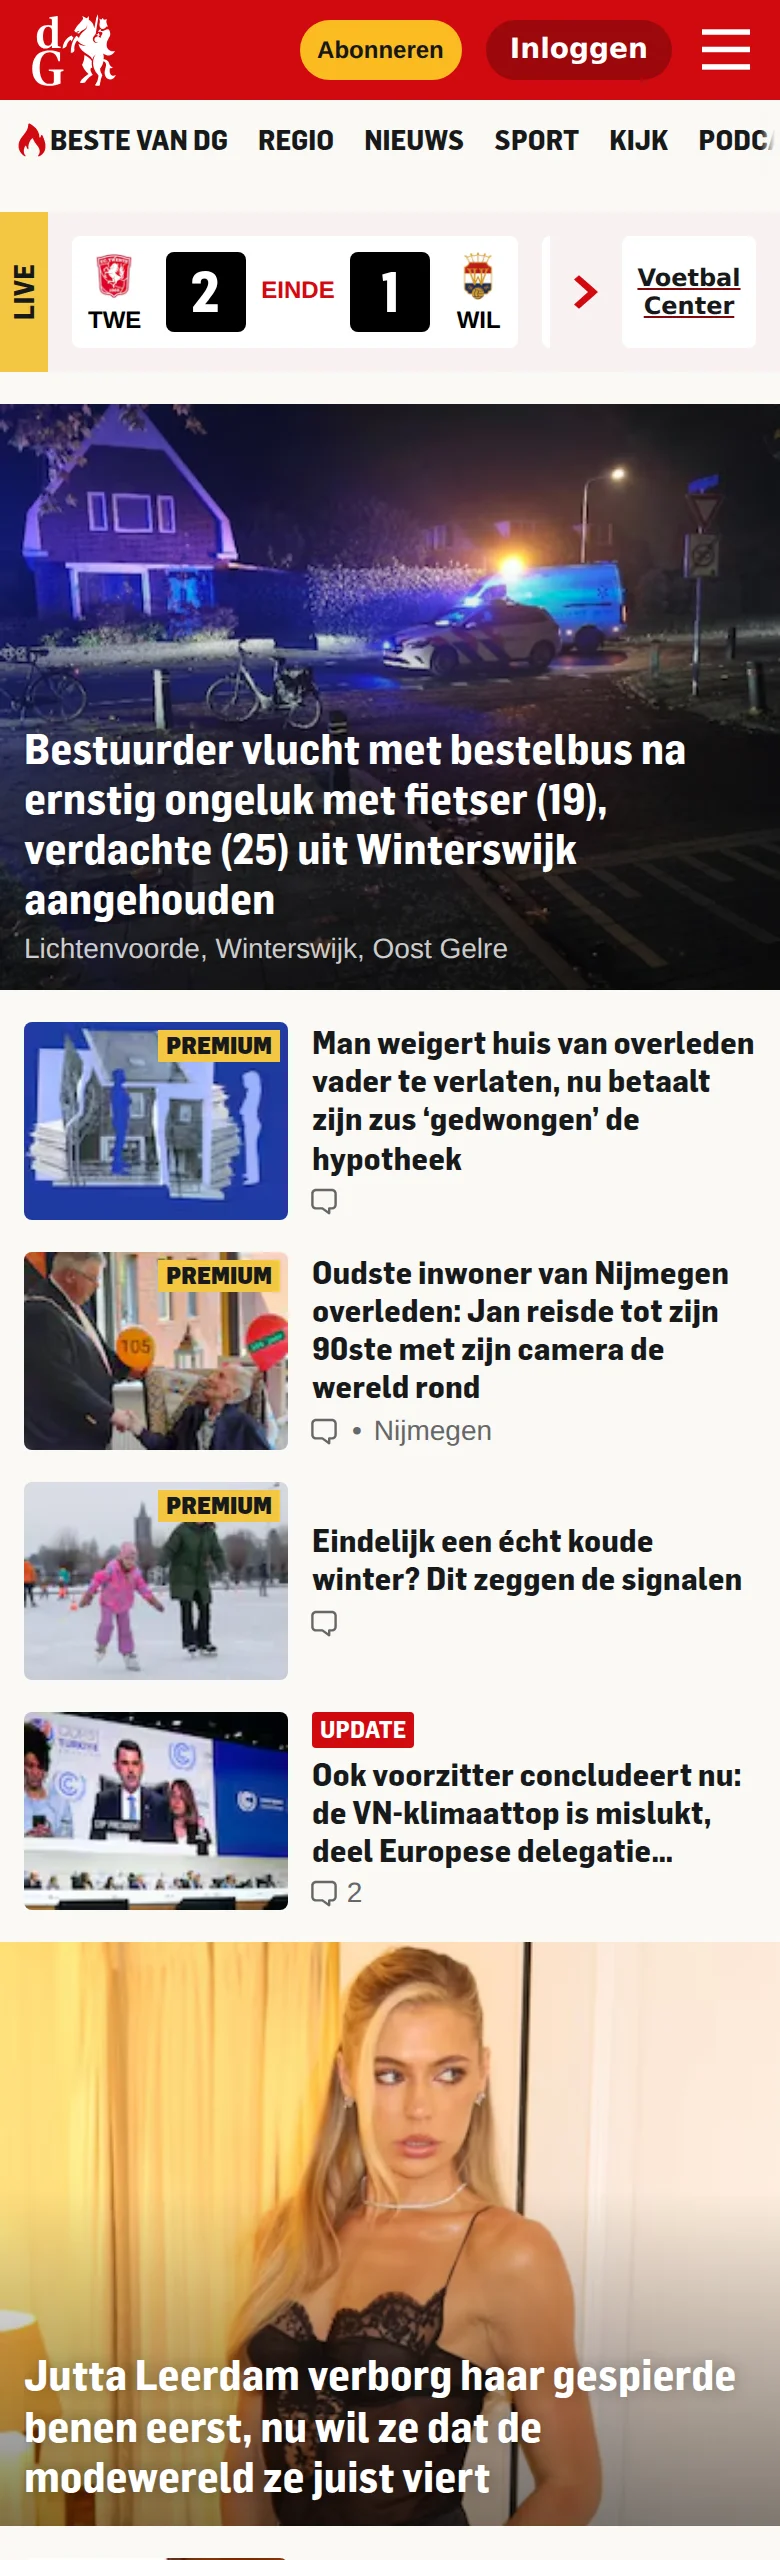 dG
Abonneren
Inloggen
BESTE VAN DG REGIO NIEUWS SPORT KIJK
LIVE
TWE
2
EINDE
1
WIL
Voetbal
Center
Bestuurder vlucht met bestelbus na
ernstig ongeluk met fietser (19),
verdachte (25) uit Winterswijk
aangehouden
Lichtenvoorde, Winterswijk, Oost Gelre
PREMIUM
Man weigert huis van overleden
vader te verlaten, nu betaalt
zijn zus ‘gedwongen’ de
hypotheek
PREMIUM
105
Oudste inwoner van Nijmegen
overleden: Jan reisde tot zijn
90ste met zijn camera de
wereld rond
• Nijmegen
PREMIUM
Eindelijk een écht koude
winter? Dit zeggen de signalen
UPDATE
Ook voorzitter concludeert nu:
de VN-klimaattop is mislukt,
deel Europese delegatie...
2
Jutta Leerdam verborg haar gespierde
benen eerst, nu wil ze dat de
modewereld ze juist viert